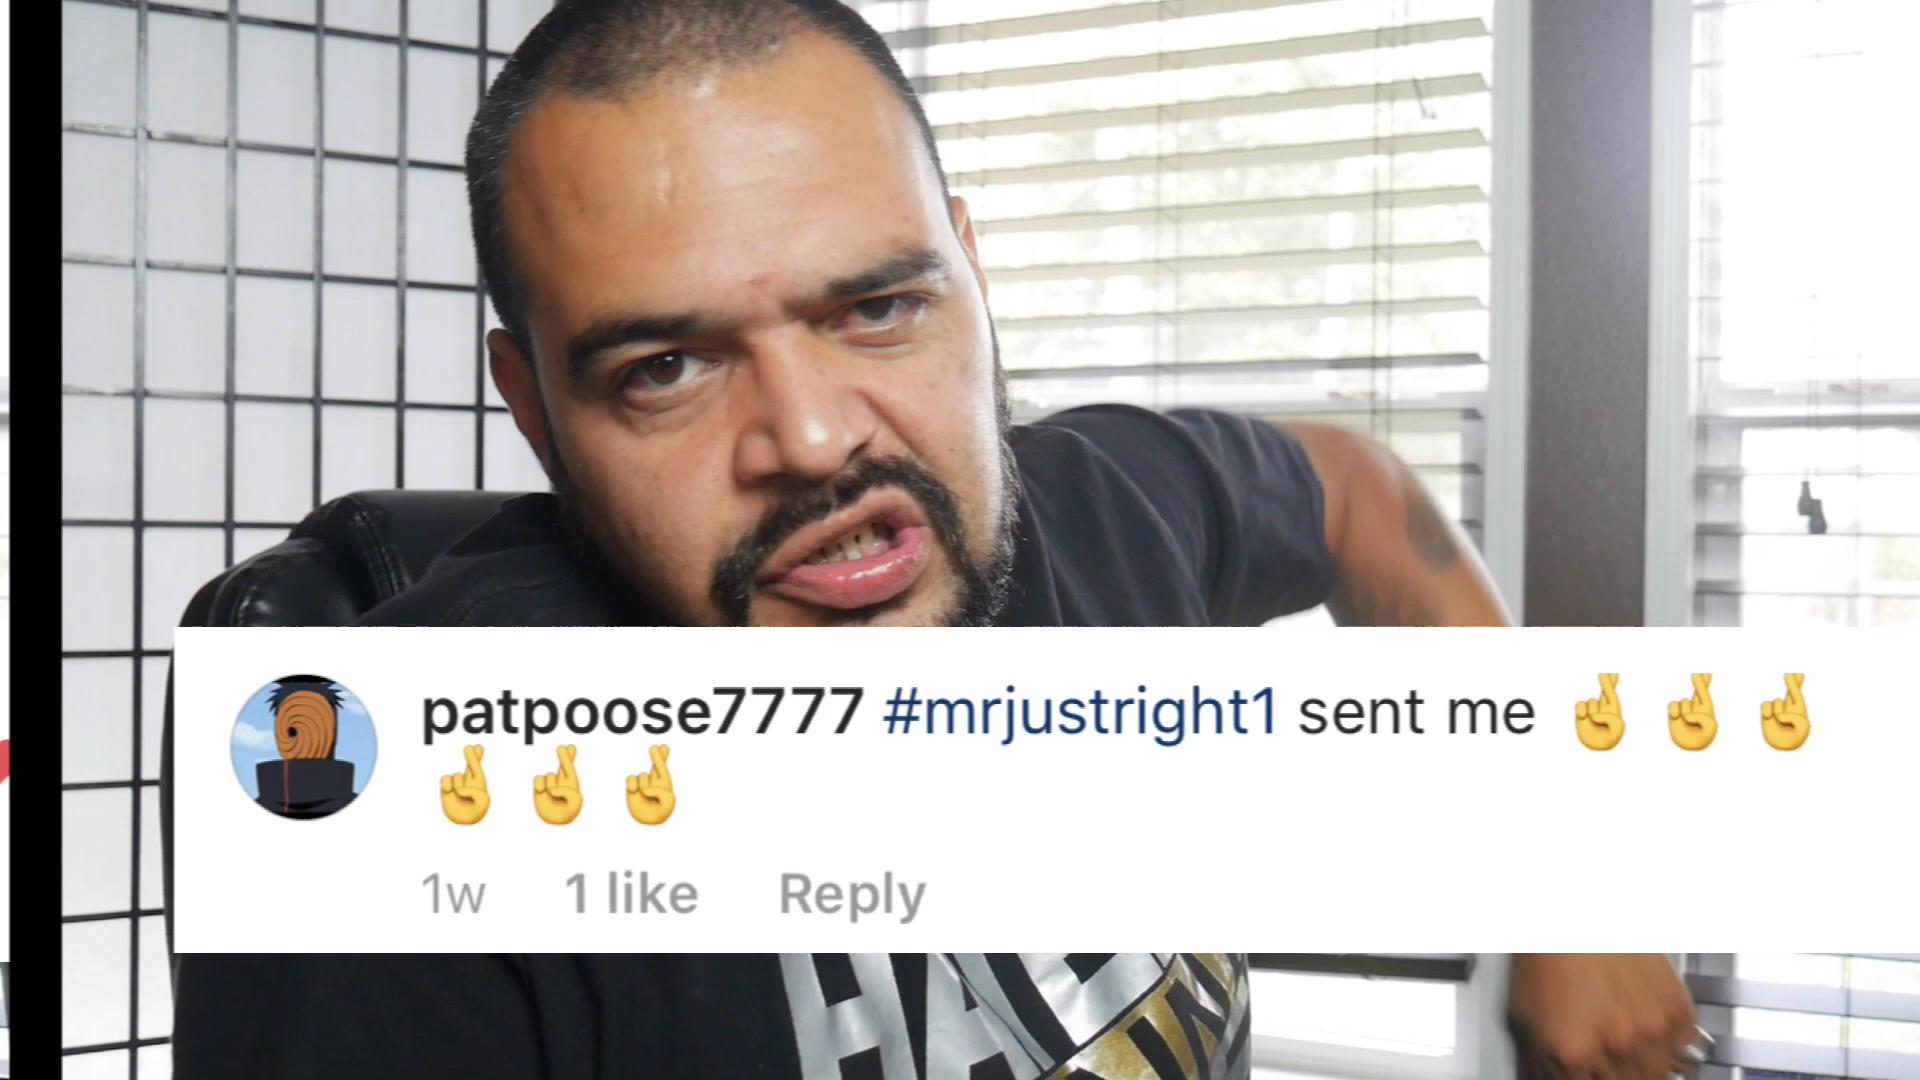 patpoose7777 #mrjustright1 sent me 🤞 🤞 🤞
🤞 🤞 🤞
1w 1 like Reply